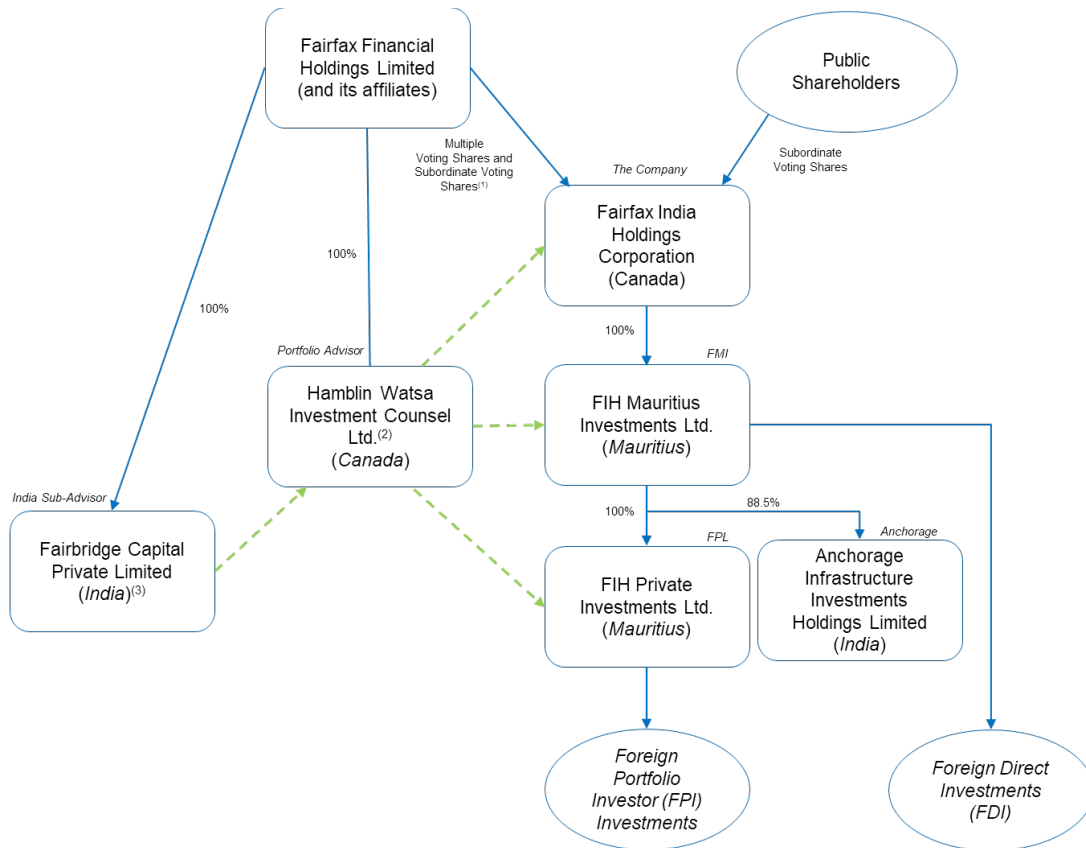 Fairfax Financial
Holdings Limited
(and its affiliates)
Public
Shareholders
Multiple
Voting Shares and
Subordinate Voting
Shares(1)
Subordinate
Voting Shares
The Company
Fairfax India
Holdings
Corporation
(Canada)
100%
100%
100%
Portfolio Advisor
FMI
Hamblin Watsa
Investment Counsel
Ltd.(2)
(Canada)
FIH Mauritius
Investments Ltd.
(Mauritius)
India Sub-Advisor
88.5%
100%
Anchorage
FPL
Fairbridge Capital
Private Limited
(India)(3)
FIH Private
Investments Ltd.
(Mauritius)
Anchorage
Infrastructure
Investments
Holdings Limited
(India)
Foreign
Portfolio
Investor (FPI)
Investments
Foreign Direct
Investments
(FDI)